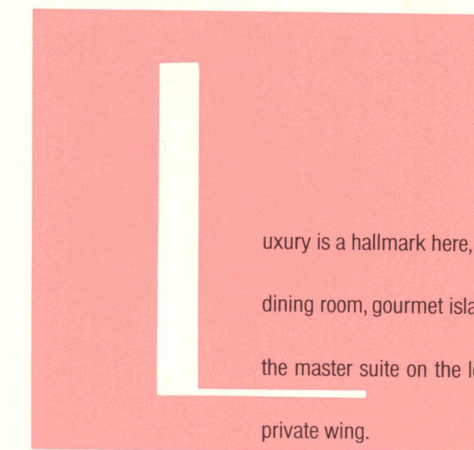 Luxury is a hallmark here,
dining room, gourmet
the master suite on the
private wing.